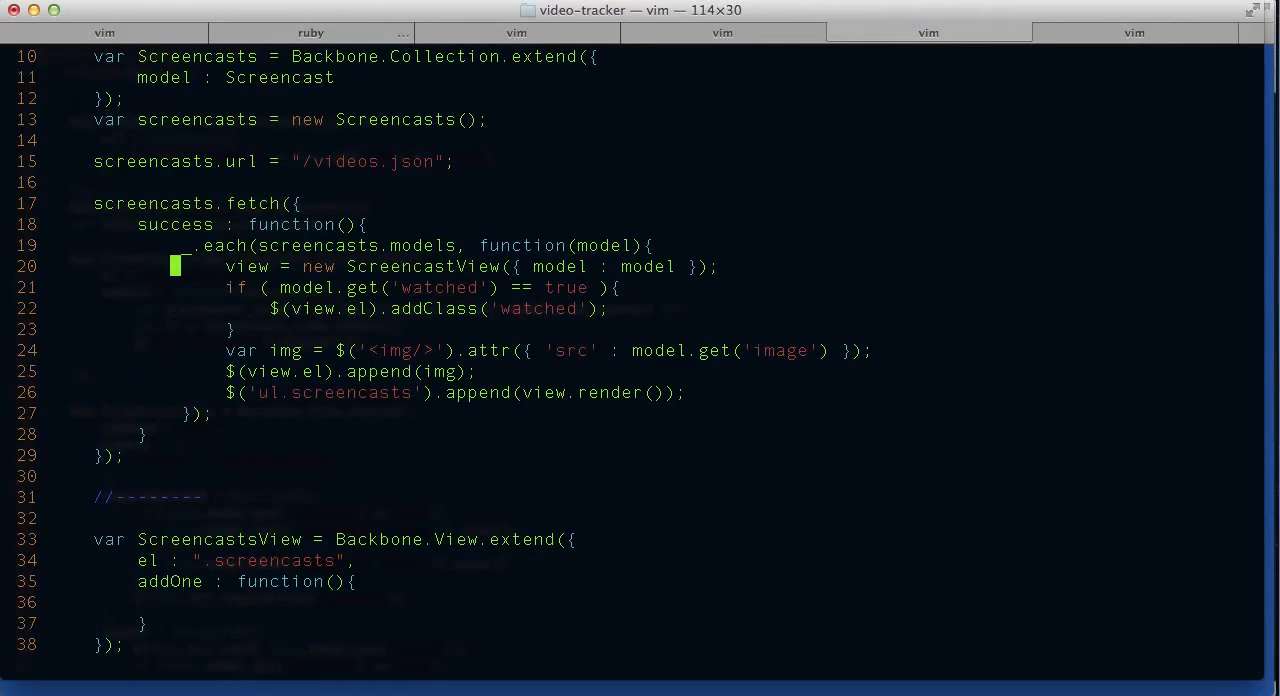 video-tracker — vim — 114×30
vim ruby ... vim vim vim vim
10 var Screencasts = Backbone.Collection.extend({
11 model : Screencast
12 });
13 var screencasts = new Screencasts();
14
15 screencasts.url = "/videos.json";
16
17 screencasts.fetch({
18 success : function(){
19 _.each(screencasts.models, function(model){
20 view = new ScreencastView({ model : model });
21 if ( model.get('watched') == true ){
22 $(view.el).addClass('watched');
23 }
24 var img = $('<img/>').attr({ 'src' : model.get('image') });
25 $(view.el).append(img);
26 $('ul.screencasts').append(view.render());
27 });
28 }
29 });
30
31 //--------
32
33 var ScreencastsView = Backbone.View.extend({
34 el : ".screencasts",
35 addOne : function(){
36
37 }
38 });